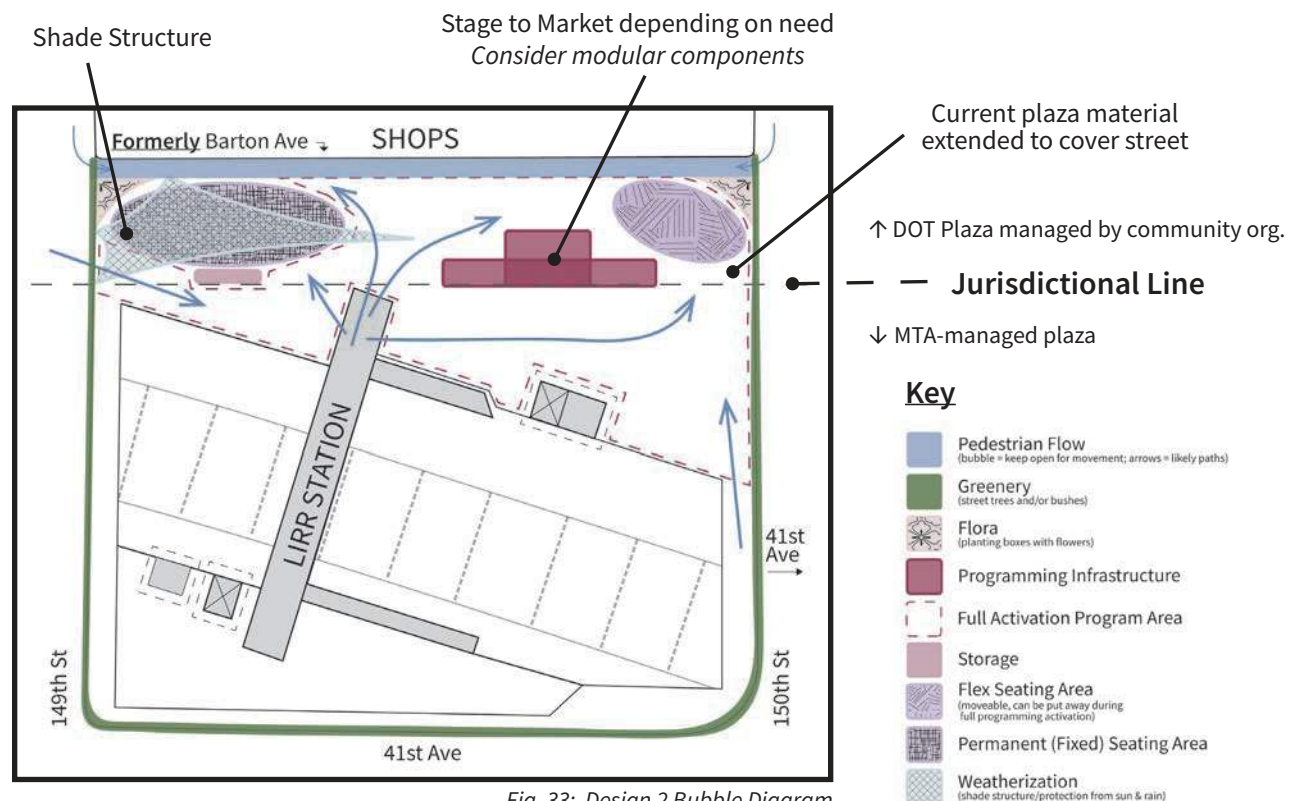 Shade Structure
Stage to Market depending on need
Consider modular components
Current plaza material
extended to cover street
Formerly Barton Ave
SHOPS
↑ DOT Plaza managed by community org.
Jurisdictional Line
↓ MTA-managed plaza
LIRR STATION
41st
Ave
149th St
150th St
41st Ave
Key
Pedestrian Flow
(bubble = keep open for movement; arrows = likely paths)
Greenery
(street trees and/or bushes)
Flora
(planting boxes with flowers)
Programming Infrastructure
Full Activation Program Area
Storage
Flex Seating Area
(moveable, can be put away during
full programming activation)
Permanent (Fixed) Seating Area
Weatherization
(shade structure/protection from sun & rain)
Fig. 33: Design 2 Bubble Diagram